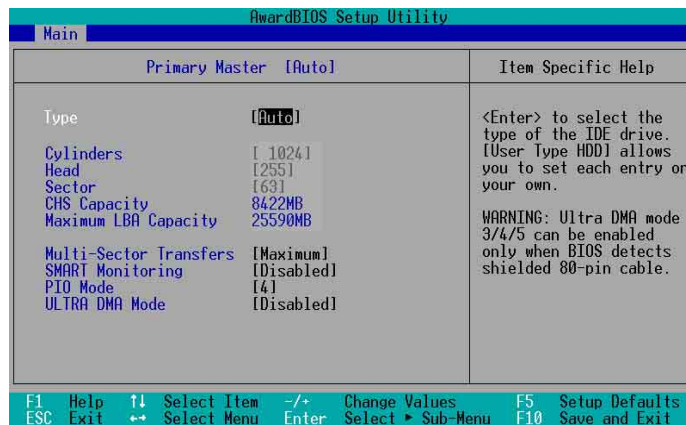 AwardBIOS Setup Utility
Main
Primary Master [Auto]
Item Specific Help
Type [Auto]
Cylinders [ 1024]
Head [255]
Sector [63]
CHS Capacity 8422MB
Maximum LBA Capacity 25590MB
Multi-Sector Transfers [Maximum]
SMART Monitoring [Disabled]
PIO Mode [4]
ULTRA DMA Mode [Disabled]
<Enter> to select the
type of the IDE drive.
[User Type HDD] allows
you to set each entry on
your own.
WARNING: Ultra DMA mode
3/4/5 can be enabled
only when BIOS detects
shielded 80-pin cable.
F1 Help ↑↓ Select Item -/+ Change Values F5 Setup Defaults
ESC Exit ←→ Select Menu Enter Select ► Sub-Menu F10 Save and Exit